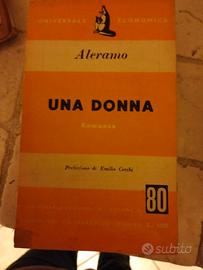 UNIVERSALE ECONOMICA
Aleramo
UNA DONNA
Romanzo
Prefazione di Emilio Cecchi
80
subito